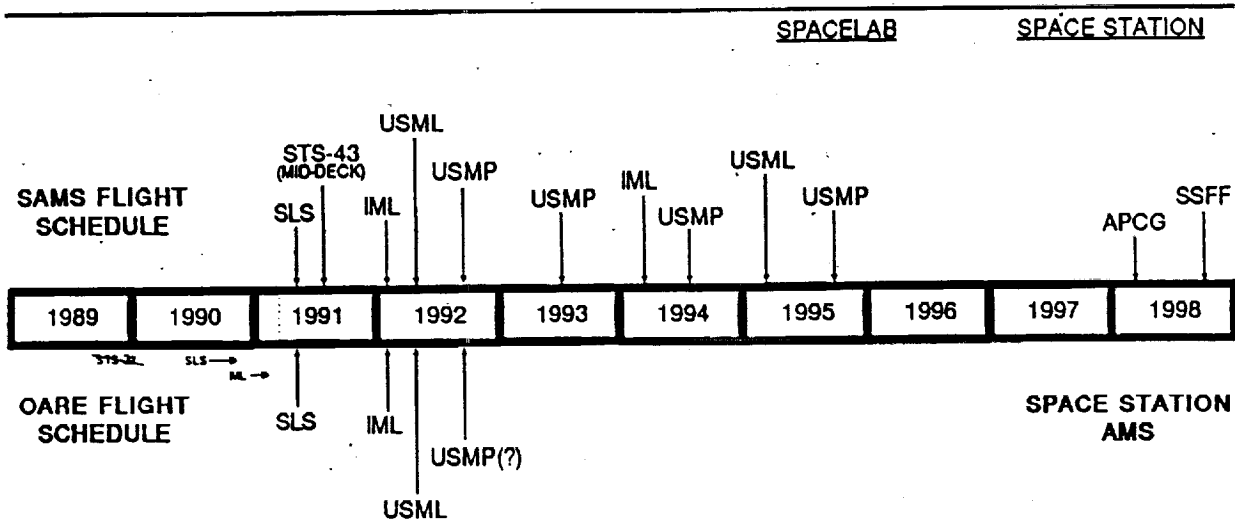 SPACELAB SPACE STATION
USML
STS-43
(MID-DECK)
USMP
USML
IML
SAMS FLIGHT
SCHEDULE
SLS
IML
USMP
USMP
USMP
APCG
SSFF
1989 1990 1991 1992 1993 1994 1995 1996 1997 1998
SLS
IML
OARE FLIGHT
SCHEDULE
SLS
IML
USMP(?)
USML
SPACE STATION
AMS